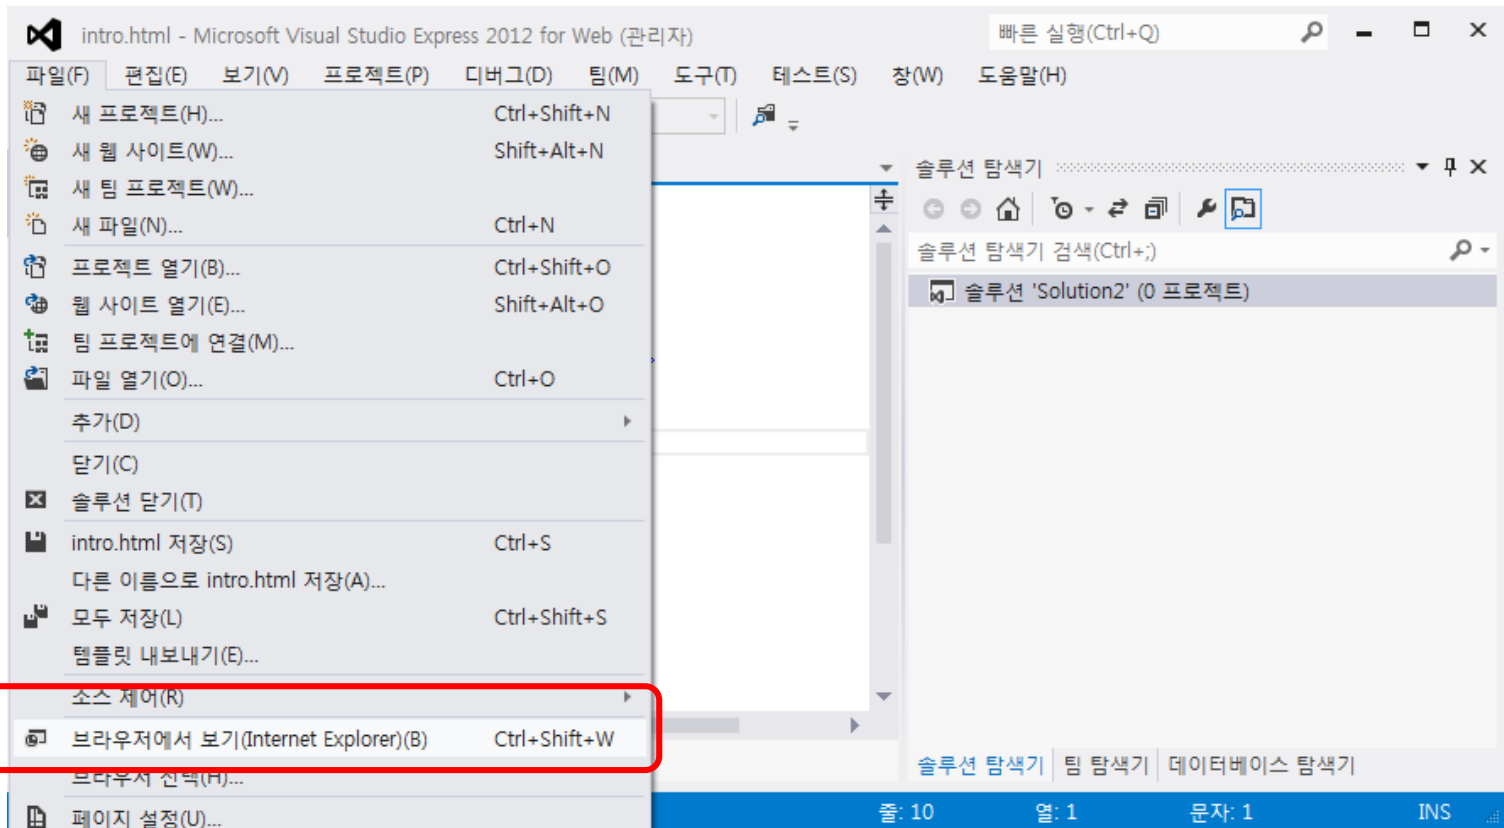 intro.html - Microsoft Visual Studio Express 2012 for Web (관리자)
빠른 실행(Ctrl+Q)
파일(F) 편집(E) 보기(V) 프로젝트(P) 디버그(D) 팀(M) 도구(T) 테스트(S) 창(W) 도움말(H)
새 프로젝트(H)... Ctrl+Shift+N
새 웹 사이트(W)... Shift+Alt+N
새 팀 프로젝트(W)...
새 파일(N)... Ctrl+N
프로젝트 열기(B)... Ctrl+Shift+O
웹 사이트 열기(E)... Shift+Alt+O
팀 프로젝트에 연결(M)...
파일 열기(O)... Ctrl+O
추가(D)
닫기(C)
솔루션 닫기(T)
intro.html 저장(S) Ctrl+S
다른 이름으로 intro.html 저장(A)...
모두 저장(L) Ctrl+Shift+S
템플릿 내보내기(E)...
소스 제어(R)
브라우저에서 보기(Internet Explorer)(B) Ctrl+Shift+W
브라우저 선택(H)...
페이지 설정(U)...
솔루션 탐색기
솔루션 탐색기 검색(Ctrl+;)
솔루션 'Solution2' (0 프로젝트)
솔루션 탐색기 팀 탐색기 데이터베이스 탐색기
줄: 10 열: 1 문자: 1 INS